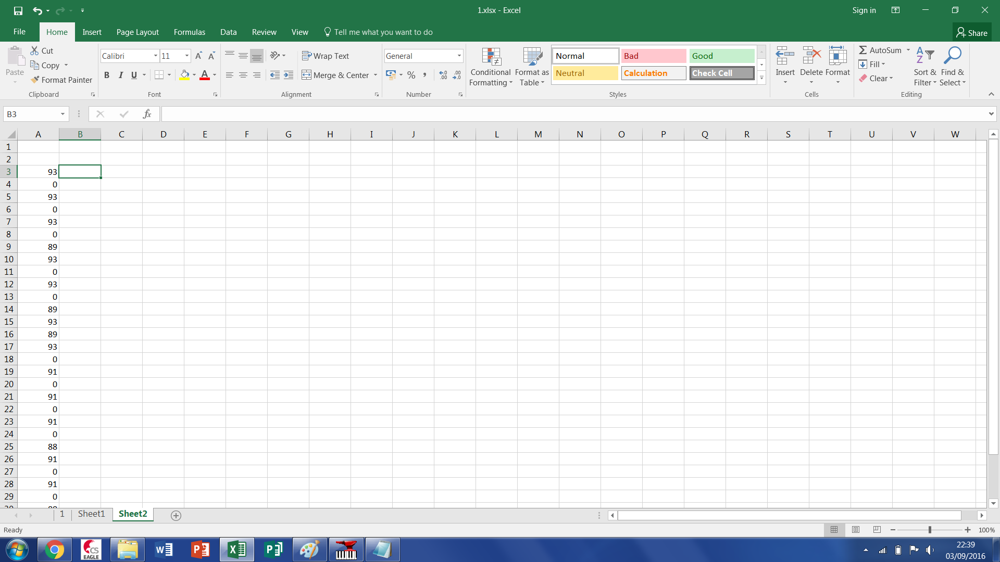 1.xlsx - Excel
Sign in
File Home Insert Page Layout Formulas Data Review View Tell me what you want to do
Share
Paste
Cut
Copy
Format Painter
Clipboard
Calibri 11
B I U
Font
Wrap Text
Merge & Center
Alignment
General
% ,
Number
Conditional Formatting
Format as Table
Normal Bad Good
Neutral Calculation Check Cell
Styles
Insert Delete Format
Cells
AutoSum
Fill
Clear
Sort & Filter
Find & Select
Editing
B3
fx
A B C D E F G H I J K L M N O P Q R S T U V W
1
2
3 93
4 0
5 93
6 0
7 93
8 0
9 89
10 93
11 0
12 93
13 0
14 89
15 93
16 89
17 93
18 0
19 91
20 0
21 91
22 0
23 91
24 0
25 88
26 91
27 0
28 91
29 0
1 Sheet1 Sheet2
Ready
100%
CS
EAGLE
22:39
03/09/2016